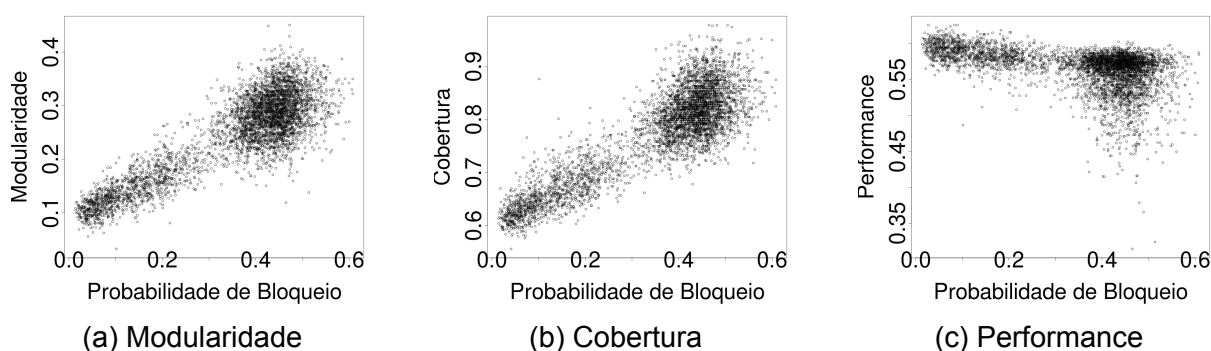 Modularidade
0.4
0.3
0.2
0.1
0.0 0.2 0.4 0.6
Probabilidade de Bloqueio
(a) Modularidade
Cobertura
0.9
0.8
0.7
0.6
0.0 0.2 0.4 0.6
Probabilidade de Bloqueio
(b) Cobertura
Performance
0.55
0.45
0.35
0.0 0.2 0.4 0.6
Probabilidade de Bloqueio
(c) Performance